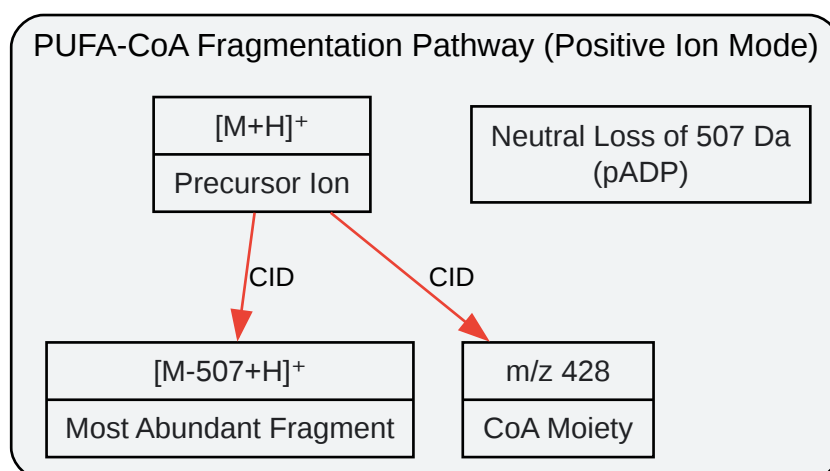 PUFA-CoA Fragmentation Pathway (Positive Ion Mode)
[M+H]⁺
Precursor Ion
Neutral Loss of 507 Da
(pADP)
CID
CID
[M-507+H]⁺
Most Abundant Fragment
m/z 428
CoA Moiety